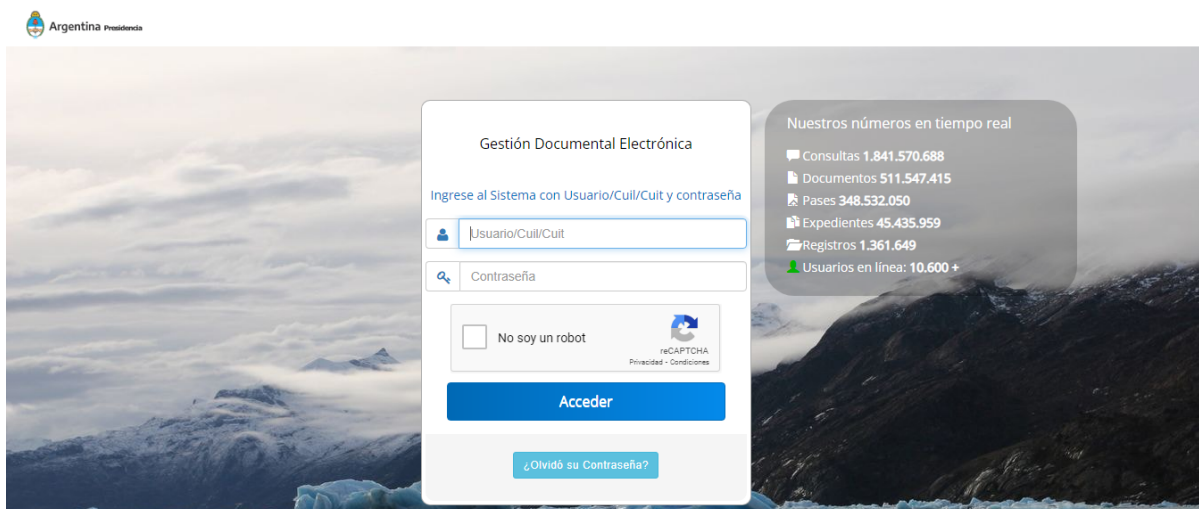 Argentina Presidencia
Gestión Documental Electrónica
Ingrese al Sistema con Usuario/Cuil/Cuit y contraseña
Usuario/Cuil/Cuit
Contraseña
No soy un robot
reCAPTCHA
Privacidad - Condiciones
Acceder
¿Olvidó su Contraseña?
Nuestros números en tiempo real
Consultas 1.841.570.688
Documentos 511.547.415
Pases 348.532.050
Expedientes 45.435.959
Registros 1.361.649
Usuarios en línea: 10.600 +